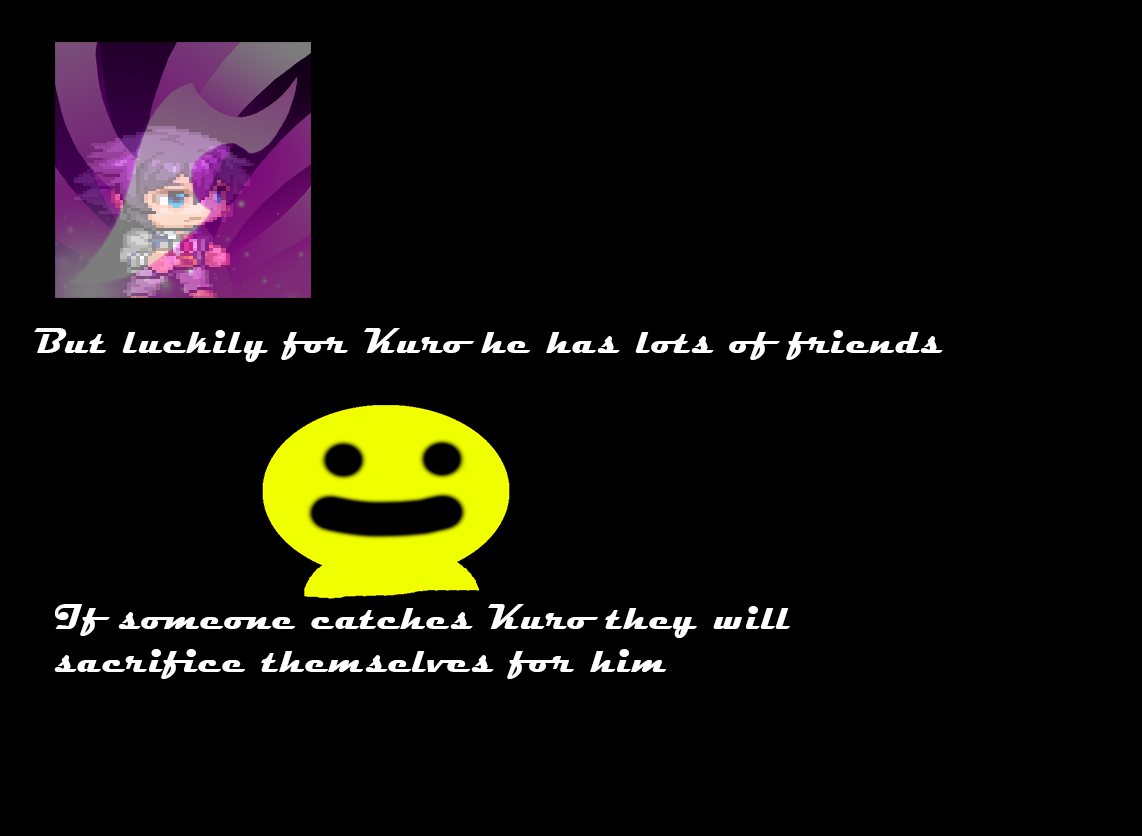 But luckily for Kuro he has lots of friends
If someone catches Kuro they will
sacrifice themselves for him